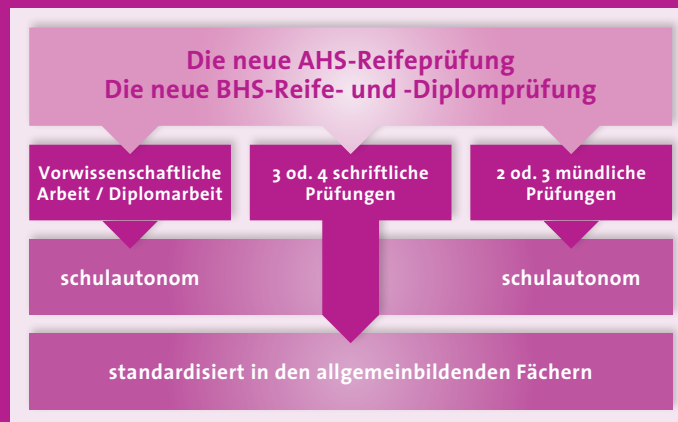 Die neue AHS-Reifeprüfung
Die neue BHS-Reife- und -Diplomprüfung
Vorwissenschaftliche
Arbeit / Diplomarbeit
3 od. 4 schriftliche
Prüfungen
2 od. 3 mündliche
Prüfungen
schulautonom
schulautonom
standardisiert in den allgemeinbildenden Fächern